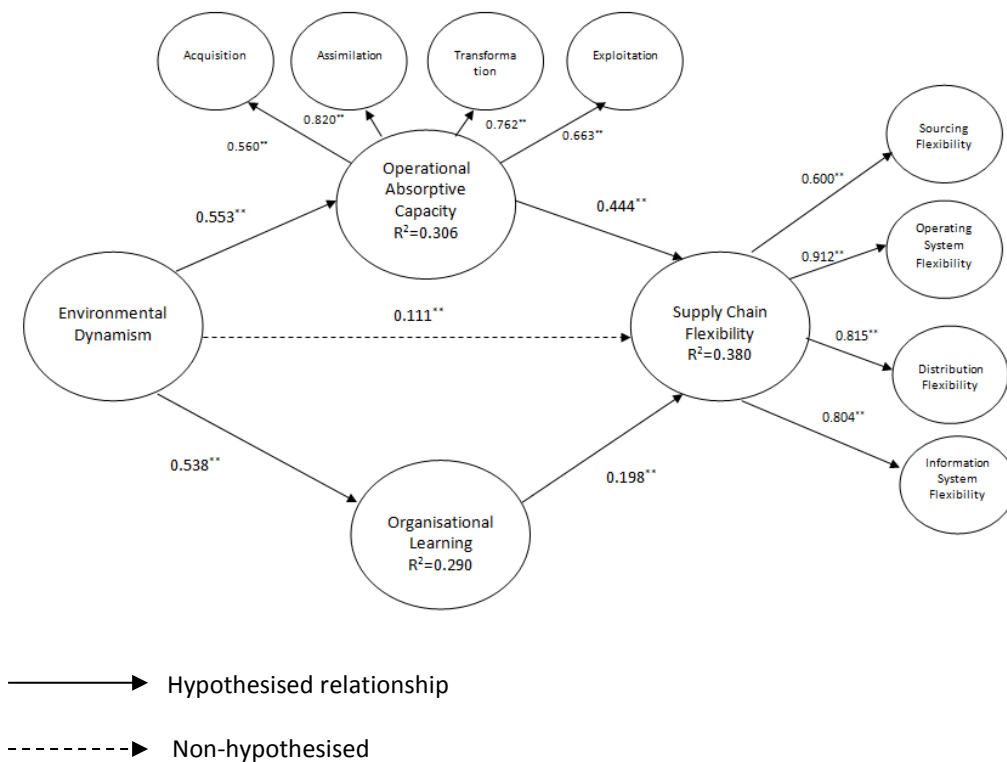 Acquisition
Assimilation
Transforma
tion
Exploitation
0.560**
0.820**
0.762**
0.663**
Operational
Absorptive
Capacity
R²=0.306
Sourcing
Flexibility
0.600**
0.553**
0.444**
Operating
System
Flexibility
0.912**
Environmental
Dynamism
0.111**
Supply Chain
Flexibility
R²=0.380
0.815**
Distribution
Flexibility
0.804**
0.538**
0.198**
Information
System
Flexibility
Organisational
Learning
R²=0.290
Hypothesised relationship
Non-hypothesised